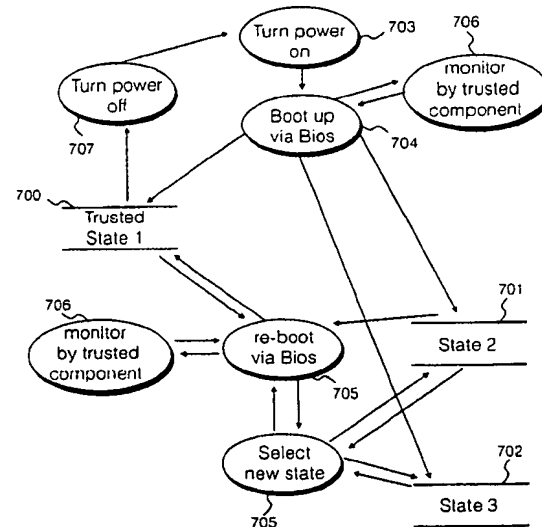 Turn power
on
703
706
monitor
by trusted
component
Turn power
off
707
Boot up
via Bios
704
700
Trusted
State 1
706
monitor
by trusted
component
re-boot
via Bios
705
701
State 2
Select
new state
705
702
State 3